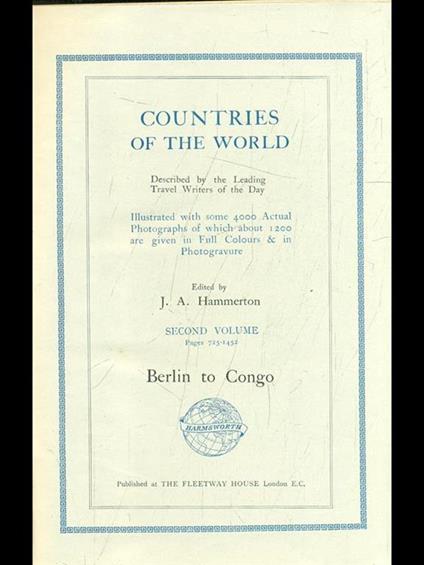 COUNTRIES
OF THE WORLD
Described by the Leading
Travel Writers of the Day
Illustrated with some 4000 Actual
Photographs of which about 1200
are given in Full Colours & in
Photogravure
Edited by
J. A. Hammerton
SECOND VOLUME
Pages 725-1452
Berlin to Congo
HARMSWORTH
Published at THE FLEETWAY HOUSE London E.C.